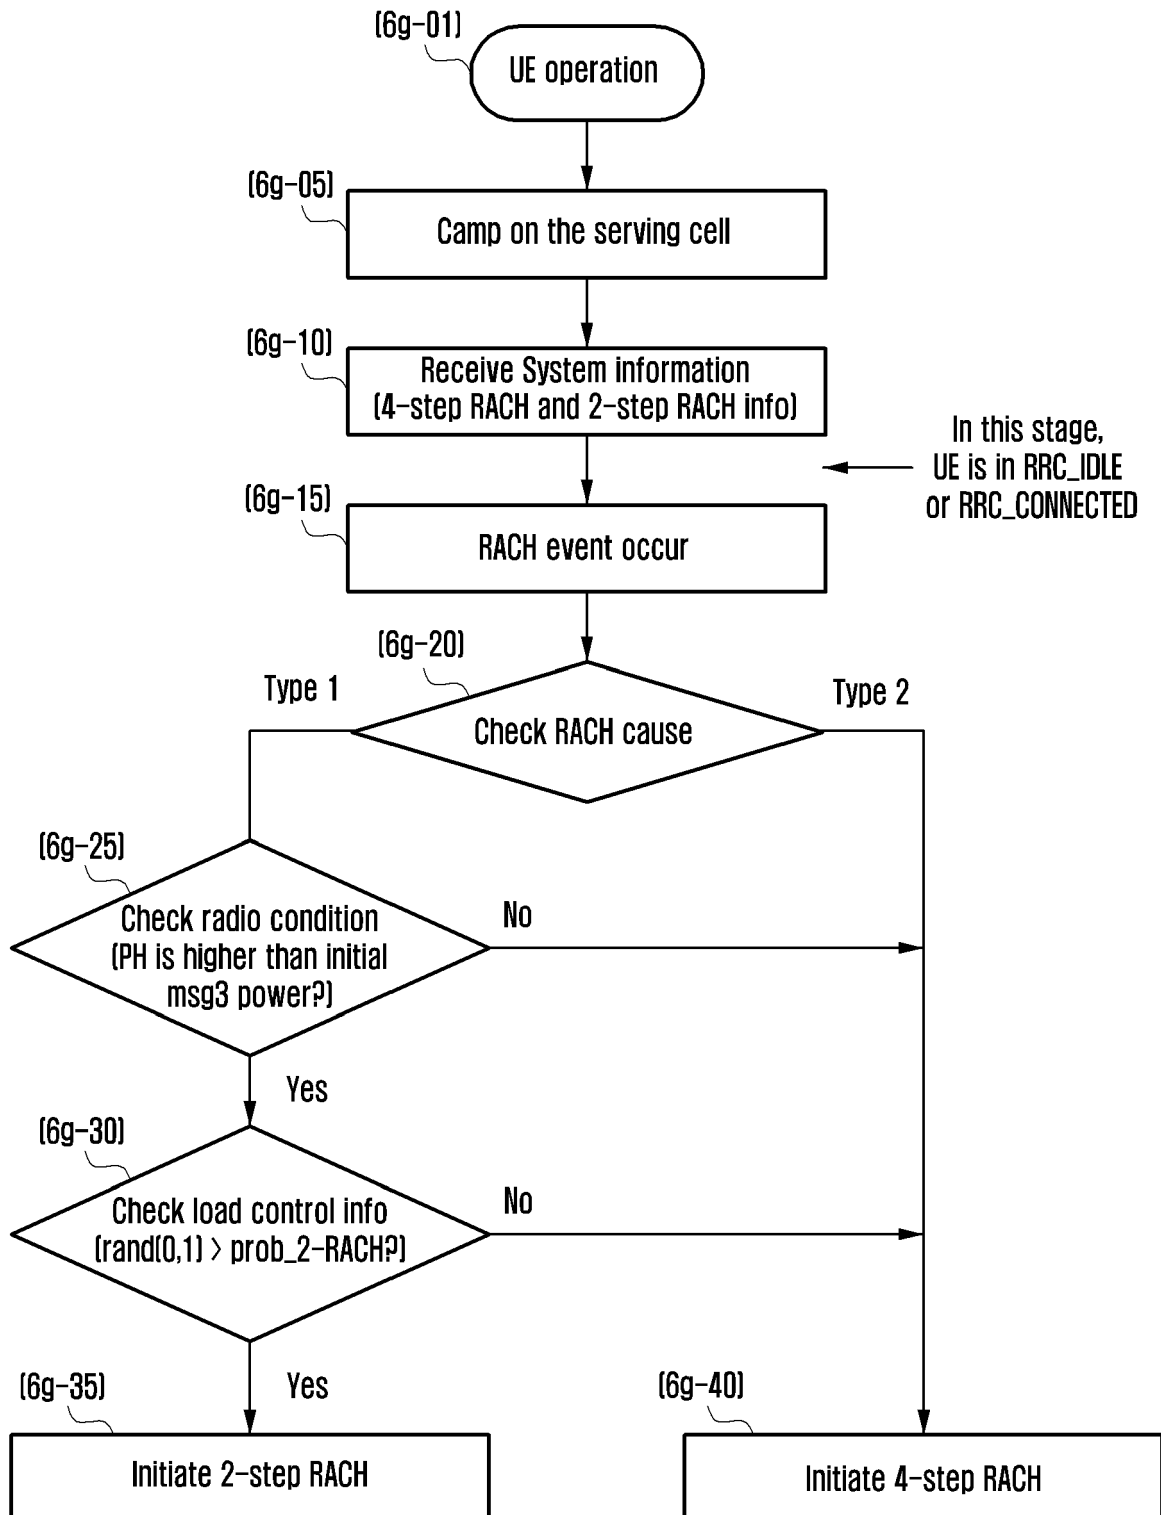 (6g-01)
UE operation
(6g-05)
Camp on the serving cell
(6g-10)
Receive System information
(4-step RACH and 2-step RACH info)
In this stage,
UE is in RRC_IDLE
or RRC_CONNECTED
(6g-15)
RACH event occur
(6g-20)
Type 1
Type 2
Check RACH cause
(6g-25)
Check radio condition
(PH is higher than initial
msg3 power?)
No
Yes
(6g-30)
Check load control info
(rand(0,1) > prob_2-RACH?)
No
Yes
(6g-35)
Initiate 2-step RACH
(6g-40)
Initiate 4-step RACH